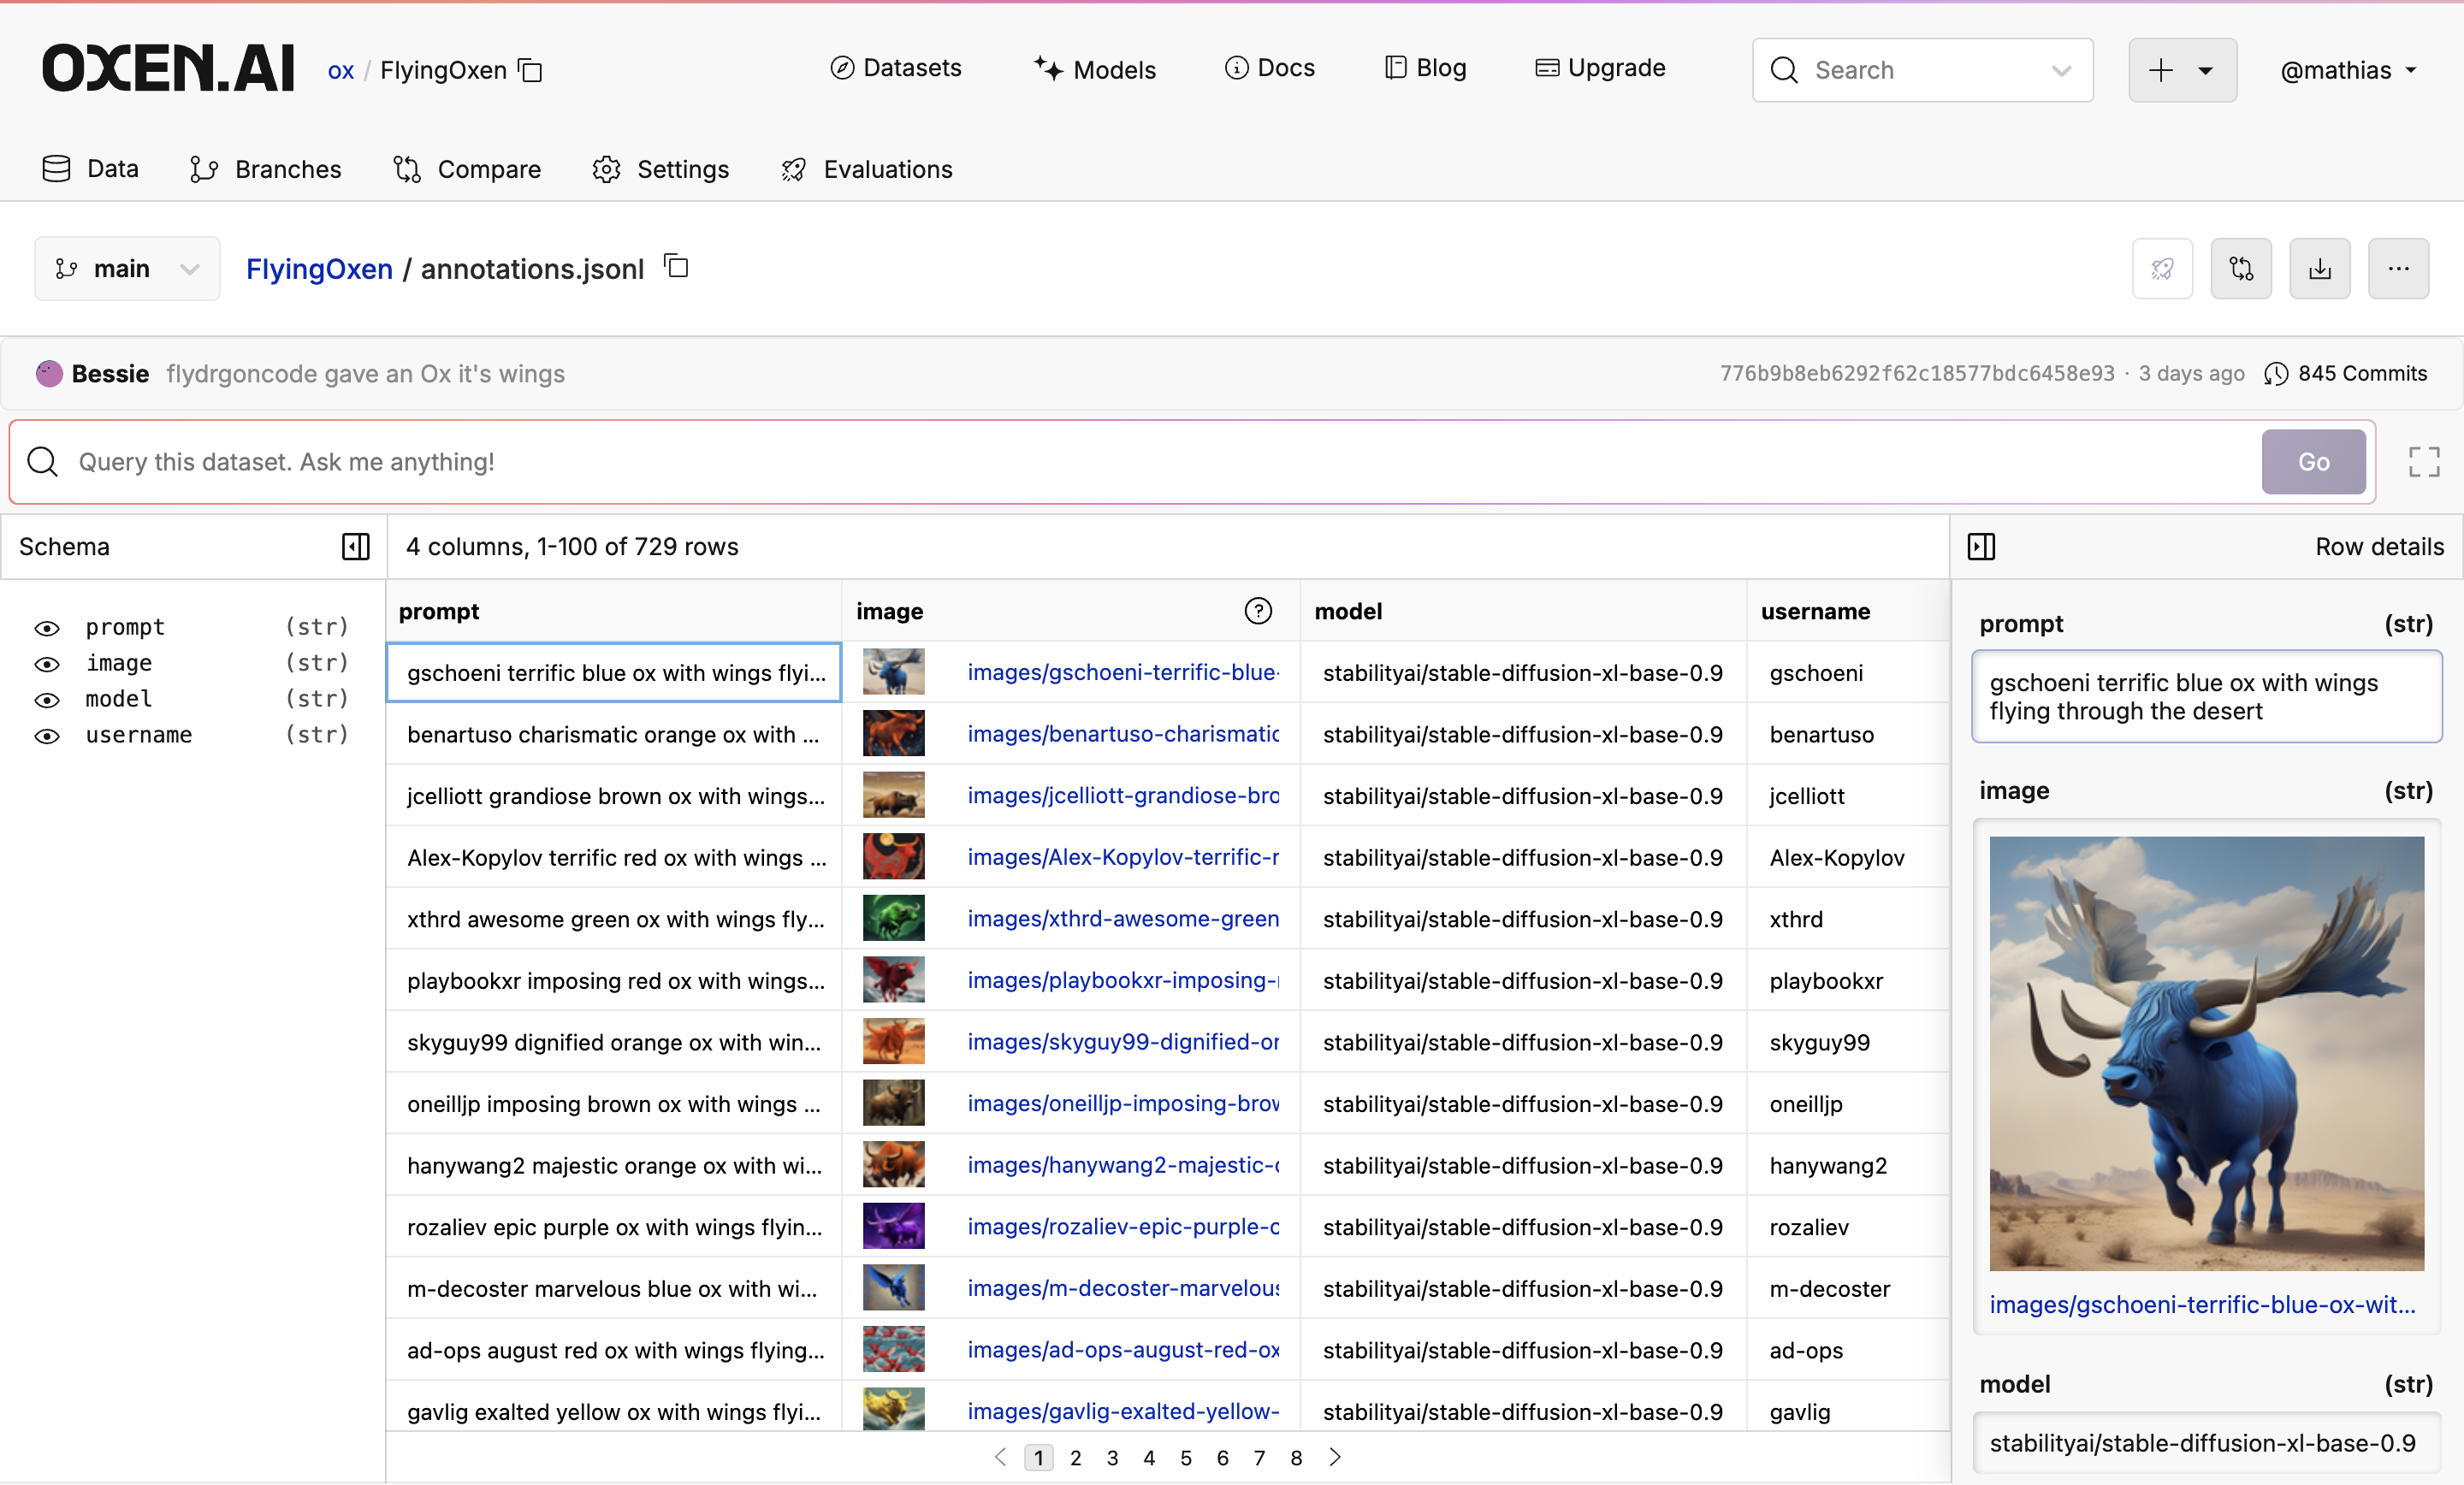 OXEN.AI ox / FlyingOxen Datasets Models Docs Blog Upgrade Search @mathias
Data Branches Compare Settings Evaluations
main FlyingOxen / annotations.jsonl
Bessie flydrgoncode gave an Ox it's wings 776b9b8eb6292f62c18577bdc6458e93 · 3 days ago 845 Commits
Query this dataset. Ask me anything! Go
Schema 4 columns, 1-100 of 729 rows Row details
prompt (str)
image (str)
model (str)
username (str)
prompt image model username
gschoeni terrific blue ox with wings flyi... images/gschoeni-terrific-blue- stabilityai/stable-diffusion-xl-base-0.9 gschoeni
benartuso charismatic orange ox with ... images/benartuso-charismatic stabilityai/stable-diffusion-xl-base-0.9 benartuso
jcelliott grandiose brown ox with wings... images/jcelliott-grandiose-bro stabilityai/stable-diffusion-xl-base-0.9 jcelliott
Alex-Kopylov terrific red ox with wings ... images/Alex-Kopylov-terrific-r stabilityai/stable-diffusion-xl-base-0.9 Alex-Kopylov
xthrd awesome green ox with wings fly... images/xthrd-awesome-green stabilityai/stable-diffusion-xl-base-0.9 xthrd
playbookxr imposing red ox with wings... images/playbookxr-imposing-r stabilityai/stable-diffusion-xl-base-0.9 playbookxr
skyguy99 dignified orange ox with win... images/skyguy99-dignified-or stabilityai/stable-diffusion-xl-base-0.9 skyguy99
oneilljp imposing brown ox with wings ... images/oneilljp-imposing-brow stabilityai/stable-diffusion-xl-base-0.9 oneilljp
hanywang2 majestic orange ox with wi... images/hanywang2-majestic-o stabilityai/stable-diffusion-xl-base-0.9 hanywang2
rozaliev epic purple ox with wings flyin... images/rozaliev-epic-purple-o stabilityai/stable-diffusion-xl-base-0.9 rozaliev
m-decoster marvelous blue ox with wi... images/m-decoster-marvelous stabilityai/stable-diffusion-xl-base-0.9 m-decoster
ad-ops august red ox with wings flying... images/ad-ops-august-red-ox stabilityai/stable-diffusion-xl-base-0.9 ad-ops
gavlig exalted yellow ox with wings flyi... images/gavlig-exalted-yellow- stabilityai/stable-diffusion-xl-base-0.9 gavlig
1 2 3 4 5 6 7 8
prompt (str)
gschoeni terrific blue ox with wings
flying through the desert
image (str)
images/gschoeni-terrific-blue-ox-wit...
model (str)
stabilityai/stable-diffusion-xl-base-0.9